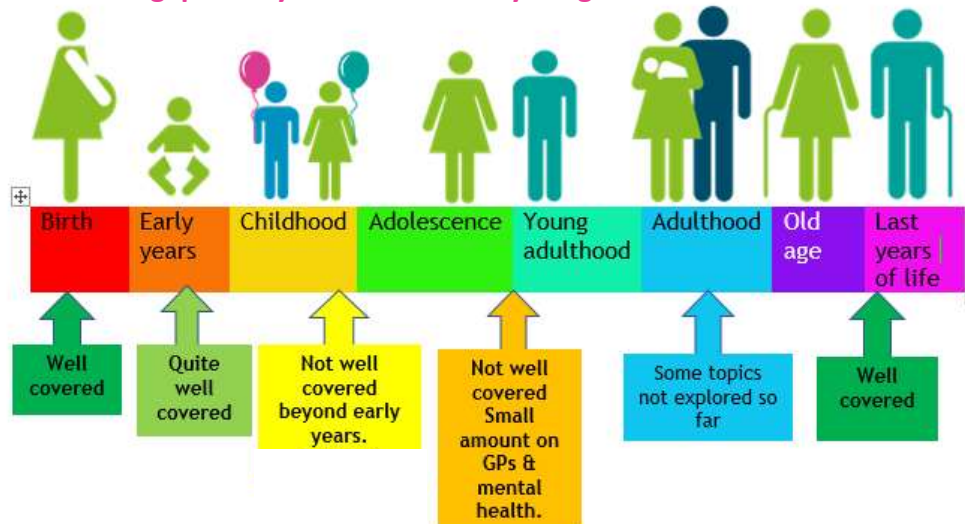 Birth
Early
years
Childhood
Adolescence
Young
adulthood
Adulthood
Old
age
Last
years
of life
Well
covered
Quite
well
covered
Not well
covered
beyond early
years.
Not well
covered
Small
amount on
GPs &
mental
health.
Some topics
not explored so
far
Well
covered